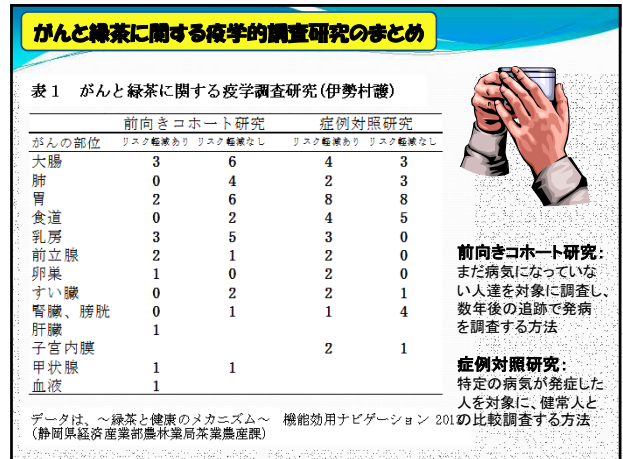 がんと緑茶に関する疫学的調査研究のまとめ
表1 がんと緑茶に関する疫学調査研究(伊勢村護)
前向きコホート研究 症例対照研究
がんの部位 リスク軽減あり リスク軽減なし リスク軽減あり リスク軽減なし
大腸 3 6 4 3
肺 0 4 2 3
胃 2 6 8 8
食道 0 2 4 5
乳房 3 5 3 0
前立腺 2 1 2 0
卵巣 1 0 2 0
すい臓 0 2 2 1
腎臓、膀胱 0 1 1 4
肝臓 1
子宮内膜 2 1
甲状腺 1 1
血液 1
データは、~緑茶と健康のメカニズム~ 機能効用ナビゲーション 201
(静岡県経済産業部農林業局茶業農産課)
前向きコホート研究:
まだ病気になっていな
い人達を対象に調査し、
数年後の追跡で発病
を調査する方法
症例対照研究:
特定の病気が発症した
人を対象に、健常人と
の比較調査する方法